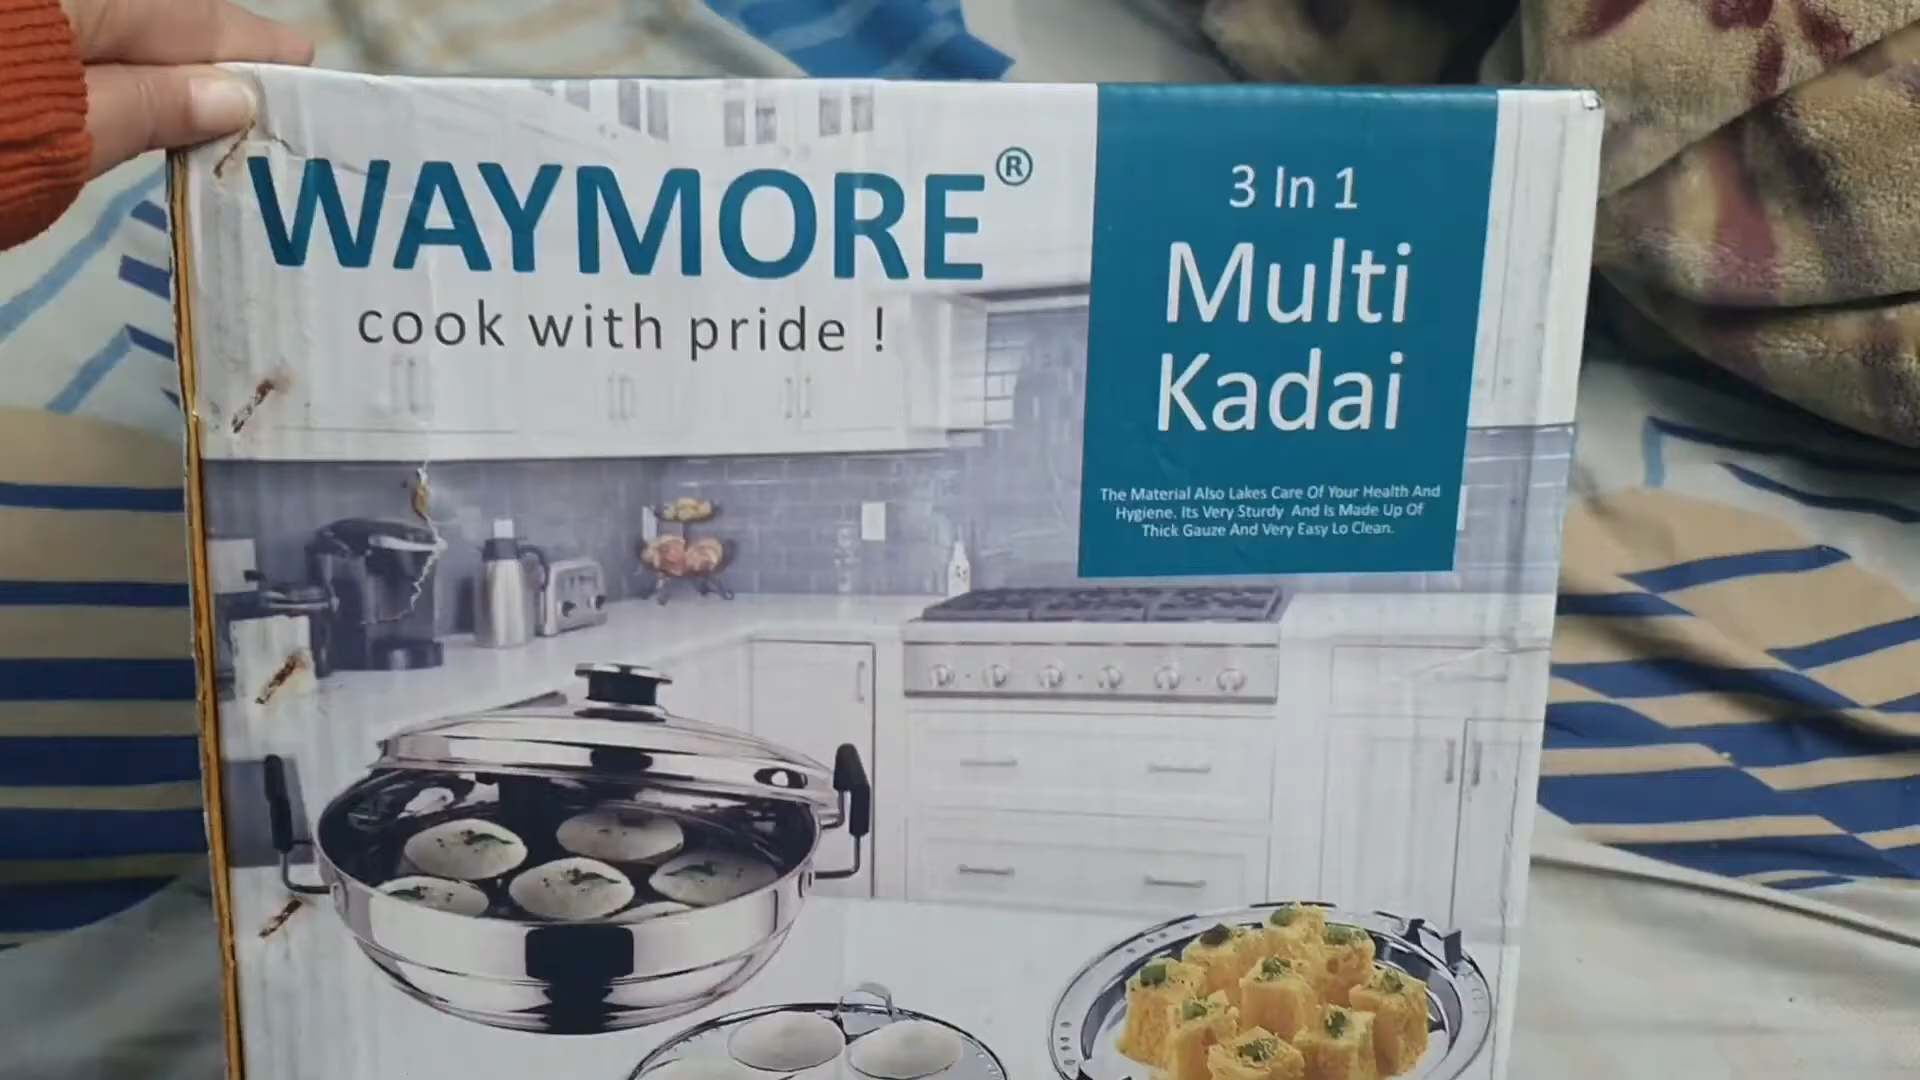 WAYMORE®
cook with pride !
3 In 1
Multi
Kadai
The Material Also Lakes Care Of Your Health And
Hygiene. Its Very Sturdy And Is Made Up Of
Thick Gauze And Very Easy Lo Clean.